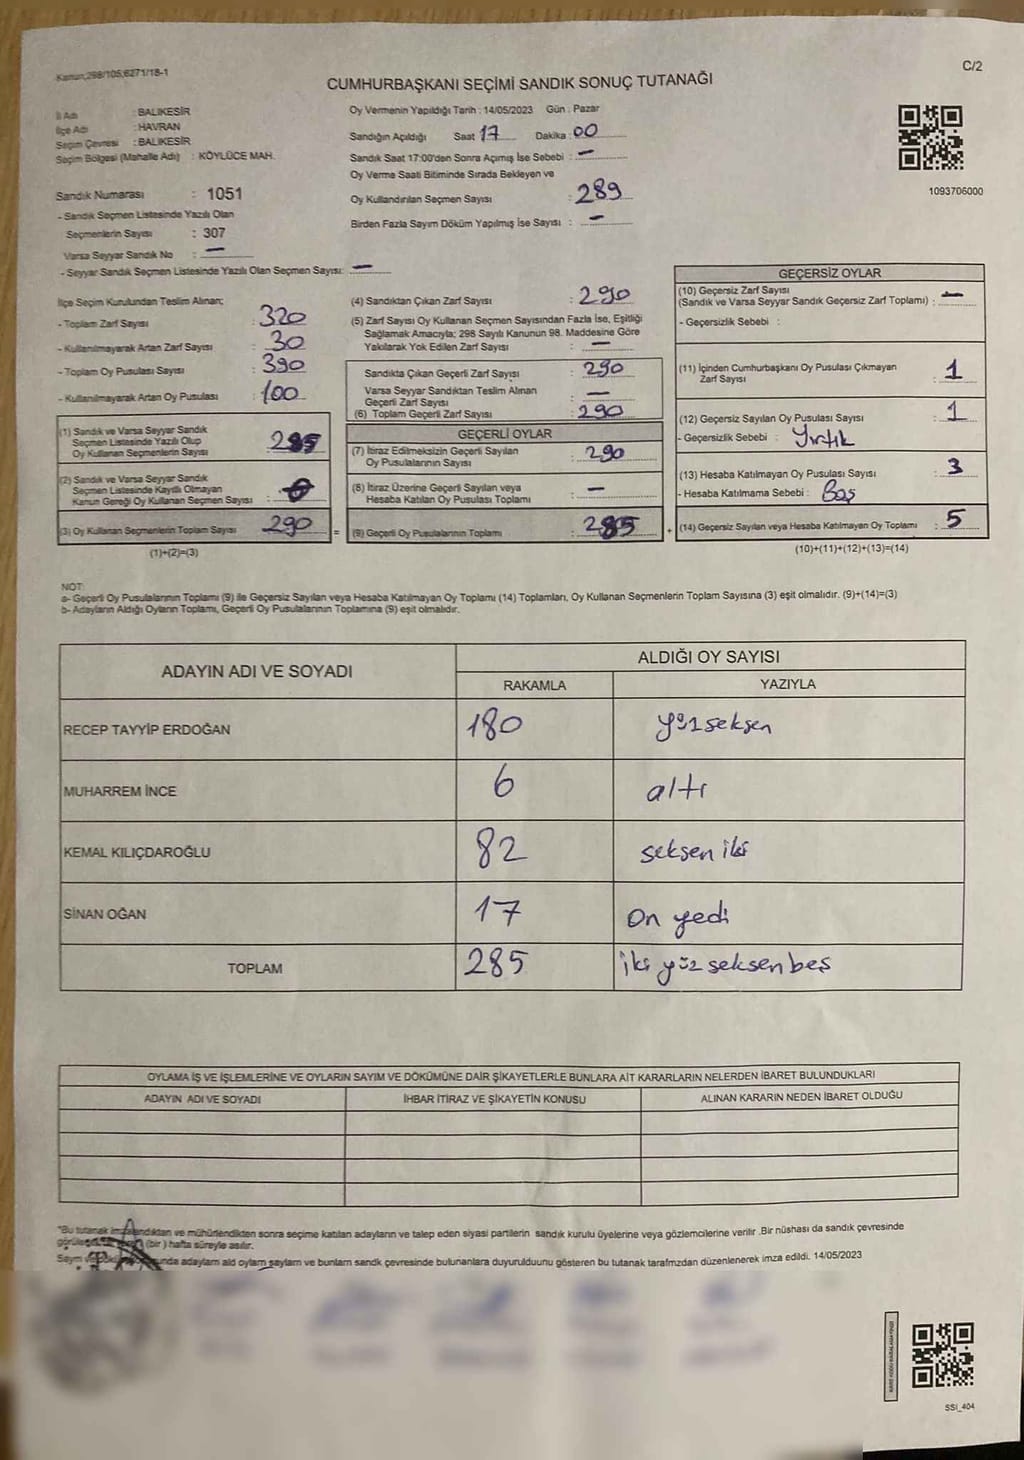 Kanun;298/105;6271/18-1
C/2
CUMHURBAŞKANI SEÇİMİ SANDIK SONUÇ TUTANAĞI
İl Adı : BALIKESİR
İlçe Adı : HAVRAN
Seçim Çevresi : BALIKESİR
Seçim Bölgesi (Mahalle Adı) : KÖYLÜCE MAH.
Sandık Numarası : 1051
- Sandık Seçmen Listesinde Yazılı Olan
Seçmenlerin Sayısı : 307
Varsa Seyyar Sandık No : —
- Seyyar Sandık Seçmen Listesinde Yazılı Olan Seçmen Sayısı: —
Oy Vermenin Yapıldığı Tarih : 14/05/2023 Gün : Pazar
Sandığın Açıldığı Saat 17 Dakika : 00
Sandık Saat 17:00'den Sonra Açımış İse Sebebi : —
Oy Verme Saati Bitiminde Sırada Bekleyen ve
Oy Kullandırılan Seçmen Sayısı : 289
Birden Fazla Sayım Döküm Yapılmış İse Sayısı : —
1093706000
İlçe Seçim Kurulundan Teslim Alınan;
- Toplam Zarf Sayısı : 320
- Kullanılmayarak Artan Zarf Sayısı : 30
- Toplam Oy Pusulası Sayısı : 390
- Kullanılmayarak Artan Oy Pusulası : 100
(1) Sandık ve Varsa Seyyar Sandık
Seçmen Listesinde Yazılı Olup
Oy Kullanan Seçmenlerin Sayısı :
(2) Sandık ve Varsa Seyyar Sandık
Seçmen Listesinde Kayıtlı Olmayan
Kanun Gereği Oy Kullanan Seçmen Sayısı :
(3) Oy Kullanan Seçmenlerin Toplam Sayısı : 290 =
(1)+(2)=(3)
(4) Sandıktan Çıkan Zarf Sayısı : 290
(5) Zarf Sayısı Oy Kullanan Seçmen Sayısından Fazla İse, Eşitliği
Sağlamak Amacıyla; 298 Sayılı Kanunun 98. Maddesine Göre
Yakılarak Yok Edilen Zarf Sayısı : —
Sandıkta Çıkan Geçerli Zarf Sayısı : 290
Varsa Seyyar Sandıktan Teslim Alınan
Geçerli Zarf Sayısı : —
(6) Toplam Geçerli Zarf Sayısı : 290
GEÇERLİ OYLAR
(7) İtiraz Edilmeksizin Geçerli Sayılan
Oy Pusulalarının Sayısı : 290
(8) İtiraz Üzerine Geçerli Sayılan veya
Hesaba Katılan Oy Pusulası Toplamı : —
(9) Geçerli Oy Pusulalarının Toplamı : 285 +
GEÇERSİZ OYLAR
(10) Geçersiz Zarf Sayısı
(Sandık ve Varsa Seyyar Sandık Geçersiz Zarf Toplamı) : —
- Geçersizlik Sebebi :
(11) İçinden Cumhurbaşkanı Oy Pusulası Çıkmayan
Zarf Sayısı : 1
(12) Geçersiz Sayılan Oy Pusulası Sayısı : 1
- Geçersizlik Sebebi : Yırtık
(13) Hesaba Katılmayan Oy Pusulası Sayısı : 3
- Hesaba Katılmama Sebebi : Boş
(14) Geçersiz Sayılan veya Hesaba Katılmayan Oy Toplamı : 5
(10)+(11)+(12)+(13)=(14)
NOT:
a- Geçerli Oy Pusulalarının Toplamı (9) ile Geçersiz Sayılan veya Hesaba Katılmayan Oy Toplamı (14) Toplamları, Oy Kullanan Seçmenlerin Toplam Sayısına (3) eşit olmalıdır. (9)+(14)=(3)
b- Adayların Aldığı Oyların Toplamı, Geçerli Oy Pusulalarının Toplamına (9) eşit olmalıdır.
ADAYIN ADI VE SOYADI ALDIĞI OY SAYISI
RAKAMLA YAZIYLA
RECEP TAYYİP ERDOĞAN 180 yüzseksen
MUHARREM İNCE 6 altı
KEMAL KILIÇDAROĞLU 82 seksen iki
SİNAN OĞAN 17 on yedi
TOPLAM 285 iki yüz seksen beş
OYLAMA İŞ VE İŞLEMLERİNE VE OYLARIN SAYIM VE DÖKÜMÜNE DAİR ŞİKAYETLERLE BUNLARA AİT KARARLARIN NELERDEN İBARET BULUNDUKLARI
ADAYIN ADI VE SOYADI İHBAR İTİRAZ VE ŞİKAYETİN KONUSU ALINAN KARARIN NEDEN İBARET OLDUĞU
"Bu tutanak imzalandıktan ve mühürlendikten sonra seçime katılan adayların ve talep eden siyasi partilerin sandık kurulu üyelerine veya gözlemcilerine verilir .Bir nüshası da sandık çevresinde
(bir ) hafta süreyle asılır.
adaylam ald oylam saylam ve bunlam sandk çevresinde bulunanlara duyurulduunu gösteren bu tutanak tarafmzdan düzenlenerek imza edildi. 14/05/2023
SSI_404